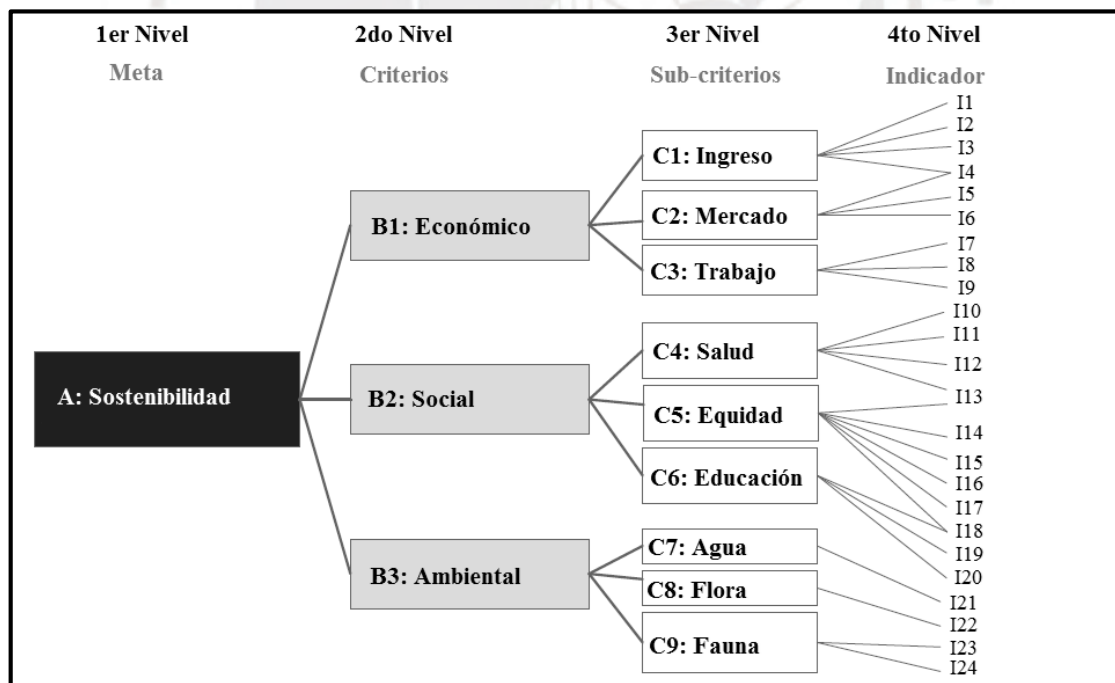 1er Nivel 2do Nivel 3er Nivel 4to Nivel
Meta Criterios Sub-criterios Indicador
A: Sostenibilidad
B1: Económico
B2: Social
B3: Ambiental
C1: Ingreso
C2: Mercado
C3: Trabajo
C4: Salud
C5: Equidad
C6: Educación
C7: Agua
C8: Flora
C9: Fauna
I1
I2
I3
I4
I5
I6
I7
I8
I9
I10
I11
I12
I13
I14
I15
I16
I17
I18
I19
I20
I21
I22
I23
I24